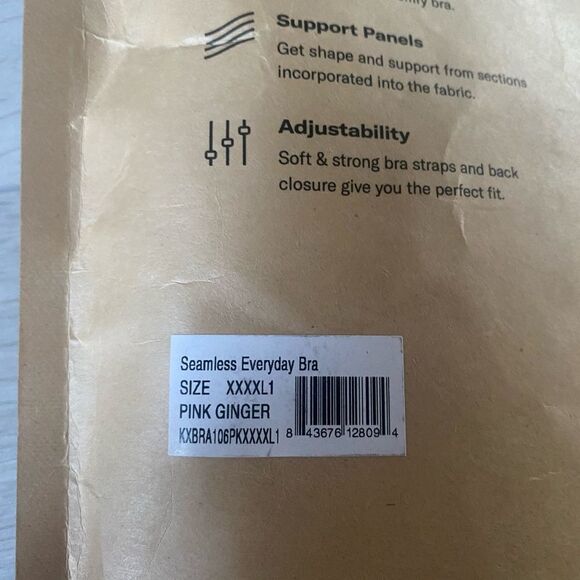 bra.
Support Panels
Get shape and support from sections
incorporated into the fabric.
Adjustability
Soft & strong bra straps and back
closure give you the perfect fit.
Seamless Everyday Bra
SIZE XXXXL1
PINK GINGER
KXBRA106PKXXXXL1 8 43676 12809 4